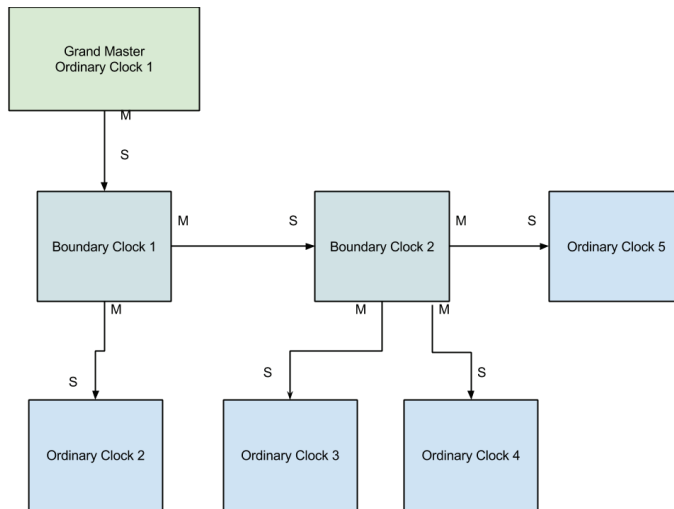 Grand Master
Ordinary Clock 1
M
S
M
S
M
S
Boundary Clock 1
Boundary Clock 2
Ordinary Clock 5
M
M
M
S
S
S
Ordinary Clock 2
Ordinary Clock 3
Ordinary Clock 4